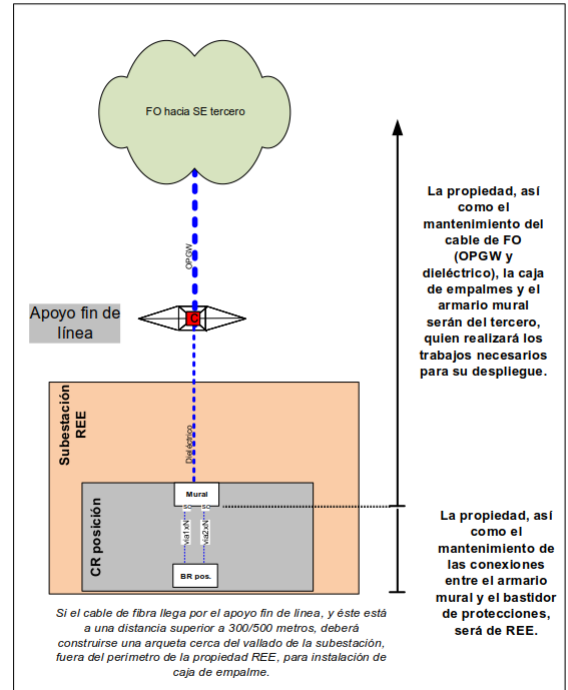 FO hacia SE tercero
OPGW
Apoyo fin de
línea
C
Dieléctrico
Subestación
REE
CR posición
Mural
sc sc
vía1xN
vía2xN
BR pos.
La propiedad, así
como el
mantenimiento del
cable de FO
(OPGW y
dieléctrico), la caja
de empalmes y el
armario mural
serán del tercero,
quien realizará los
trabajos necesarios
para su despliegue.
La propiedad, así
como el
mantenimiento de
las conexiones
entre el armario
mural y el bastidor
de protecciones,
será de REE.
Si el cable de fibra llega por el apoyo fin de linea, y éste está
a una distancia superior a 300/500 metros, deberá
construirse una arqueta cerca del vallado de la subestación,
fuera del perímetro de la propiedad REE, para instalación de
caja de empalme.